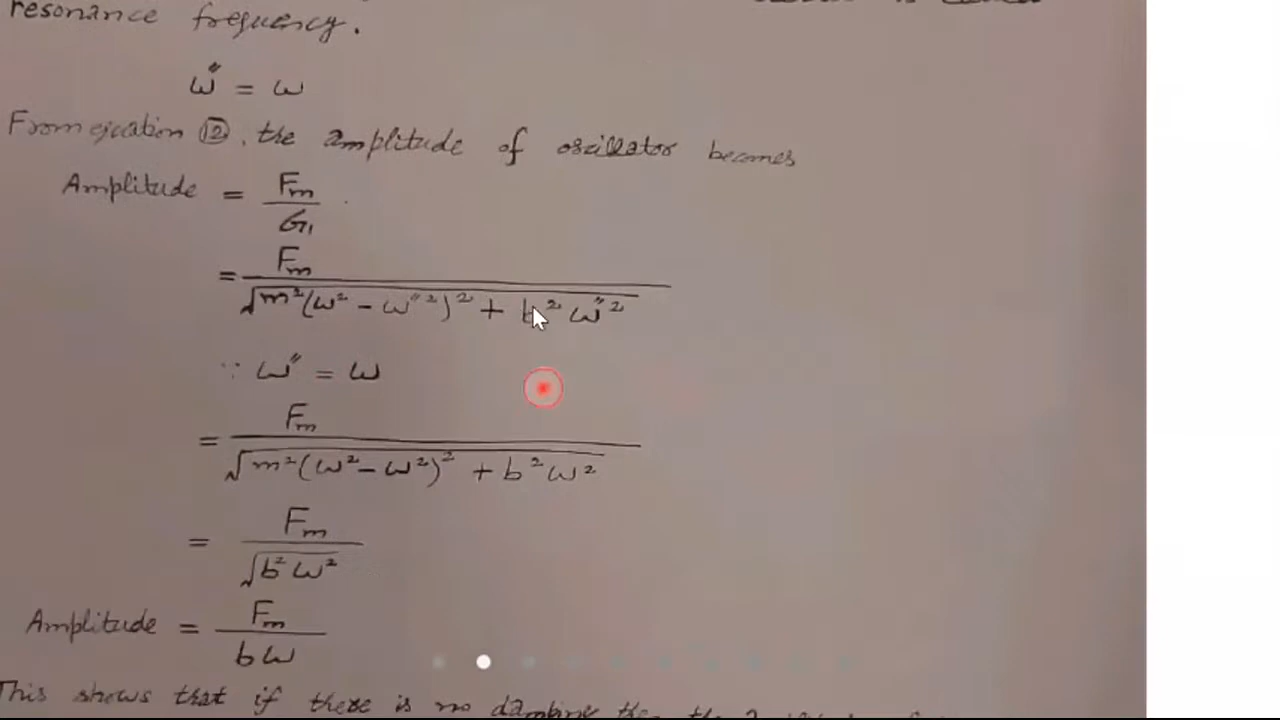 resonance frequency.
ω″ = ω
From equation ⑫, the amplitude of oscillator becomes
Amplitude = Fm / G1
= Fm / √m²(ω² - ω″²)² + b²ω″²
∵ ω″ = ω
= Fm / √m²(ω² - ω²)² + b²ω²
= Fm / √b²ω²
Amplitude = Fm / bω
This shows that if there is no damping then the